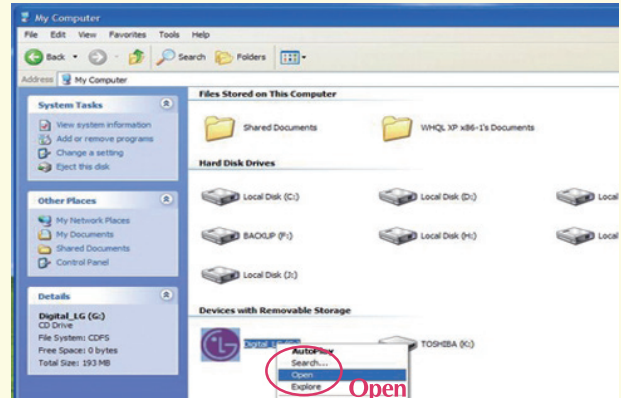 My Computer
File Edit View Favorites Tools Help
Back Search Folders
Address My Computer
System Tasks
View system information
Add or remove programs
Change a setting
Eject this disk
Other Places
My Network Places
My Documents
Shared Documents
Control Panel
Details
Digital_LG (G:)
CD Drive
File System: CDFS
Free Space: 0 bytes
Total Size: 193 MB
Files Stored on This Computer
Shared Documents WHQL XP x86-1's Documents
Hard Disk Drives
Local Disk (C:) Local Disk (D:) Local
BACKUP (F:) Local Disk (H:) Local
Local Disk (J:)
Devices with Removable Storage
TOSHIBA (K:)
AutoPlay
Search...
Open
Explore
Open